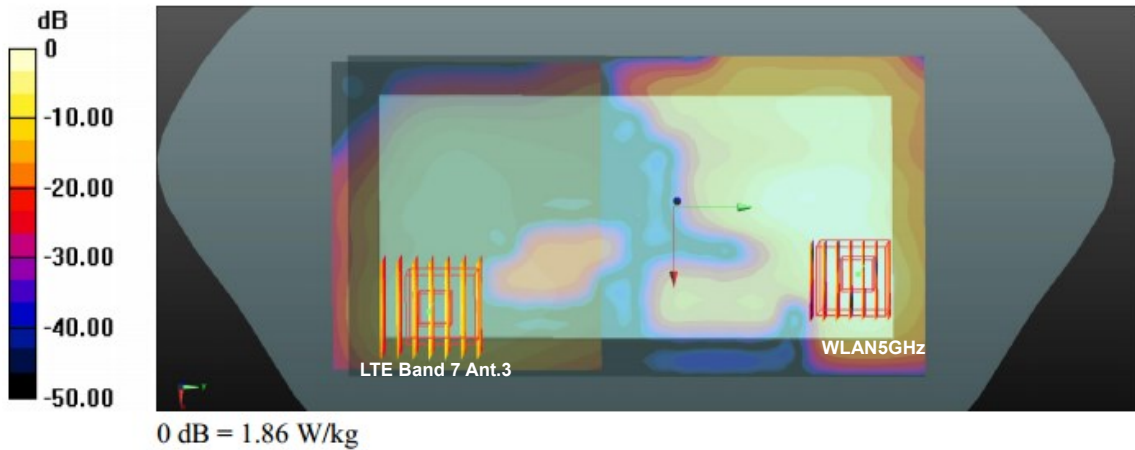 dB
0
-10.00
-20.00
-30.00
-40.00
-50.00
LTE Band 7 Ant.3
WLAN5GHz
y
0 dB = 1.86 W/kg